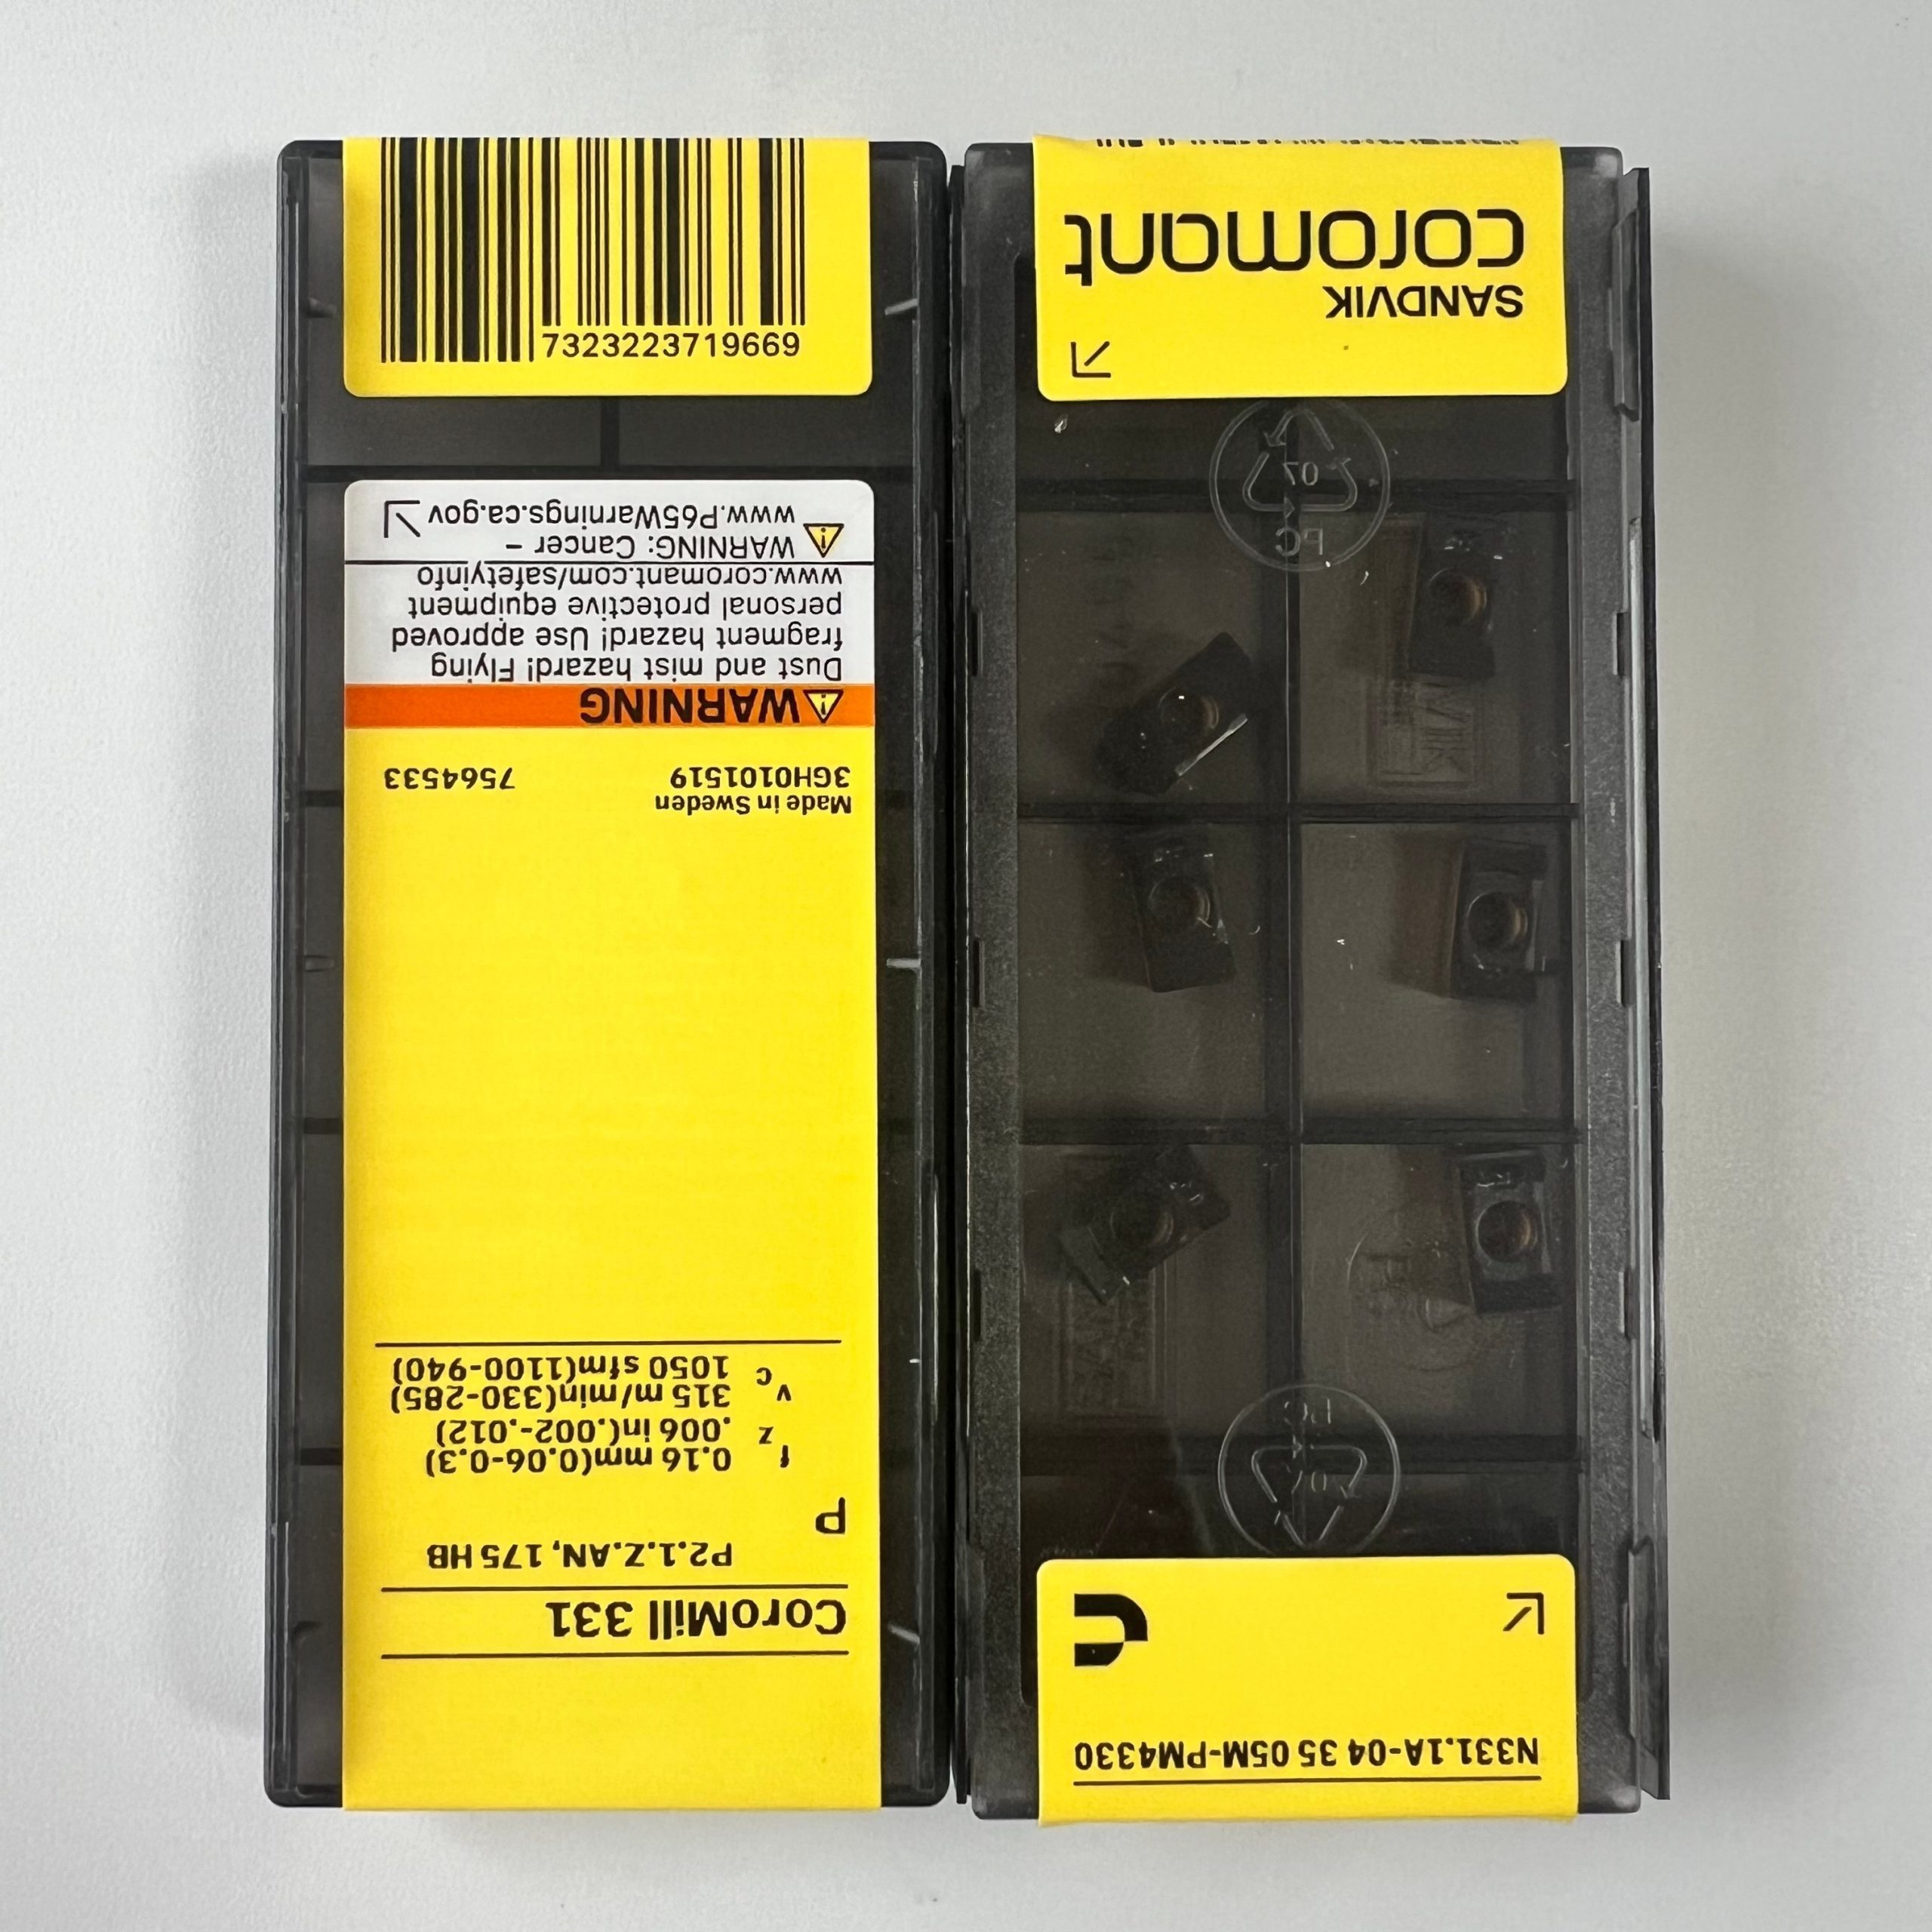 CoroMill 331
P2.1.Z.AN, 175 HB
P
f z 0.16 mm(0.06-0.3)
.006 in(.002-.012)
v c 315 m/min(330-285)
1050 sfm(1100-940)
Made in Sweden
3GH0101519 7564533
WARNING
Dust and mist hazard! Flying
fragment hazard! Use approved
personal protective equipment
www.coromant.com/safetyinfo
WARNING: Cancer –
www.P65Warnings.ca.gov
7323223719669
N331.1A-04 35 05M-PM4330
PC
07
07
PC
SANDVIK
coromant